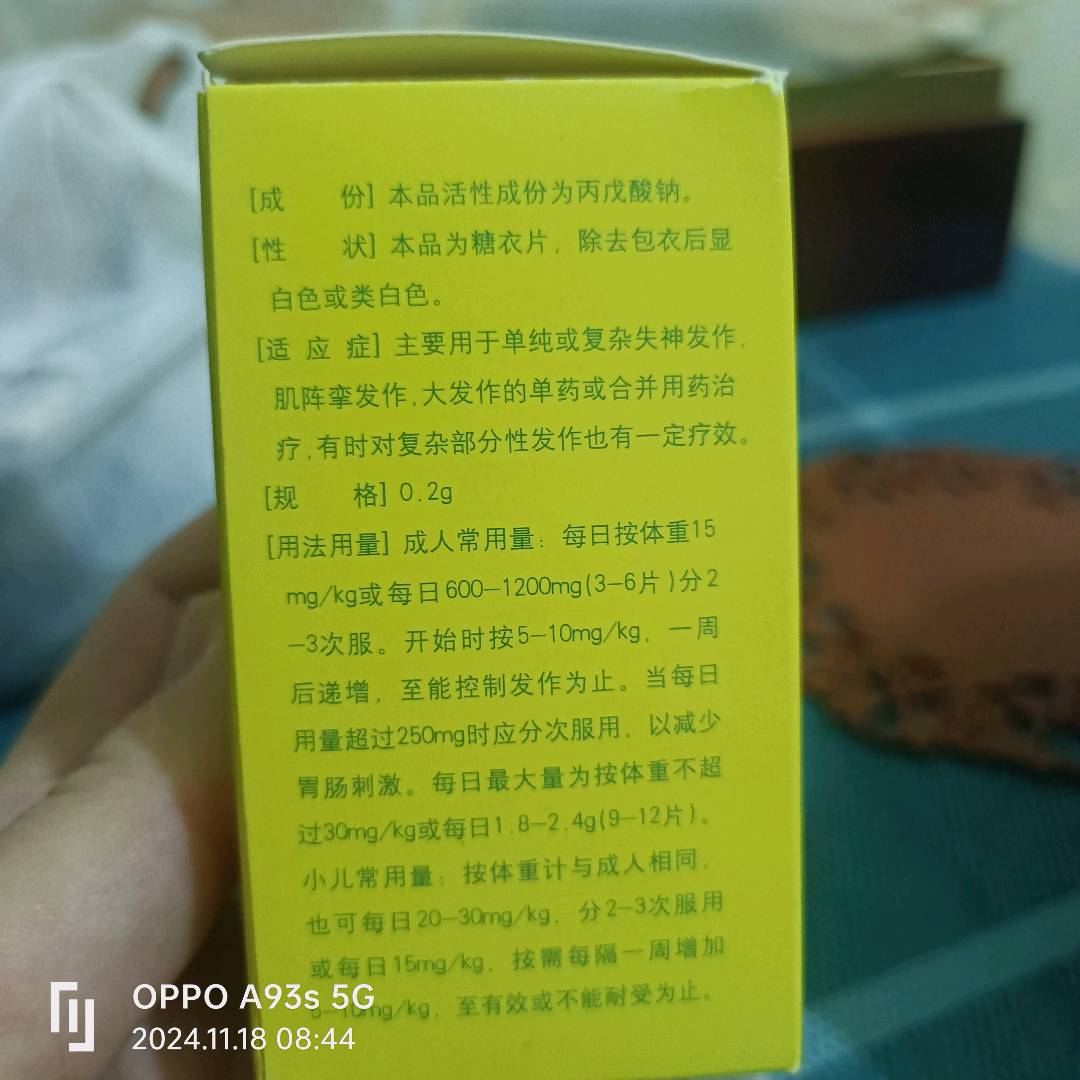 [成 份] 本品活性成份为丙戊酸钠。
[性 状] 本品为糖衣片，除去包衣后显
白色或类白色。
[适 应 症] 主要用于单纯或复杂失神发作,
肌阵挛发作,大发作的单药或合并用药治
疗,有时对复杂部分性发作也有一定疗效。
[规 格] 0.2g
[用法用量] 成人常用量：每日按体重15
mg/kg或每日600-1200mg(3-6片)分2
-3次服。开始时按5-10mg/kg，一周
后递增，至能控制发作为止。当每日
用量超过250mg时应分次服用，以减少
胃肠刺激。每日最大量为按体重不超
过30mg/kg或每日1.8-2.4g(9-12片)。
小儿常用量：按体重计与成人相同，
也可每日20-30mg/kg，分2-3次服用
或每日15mg/kg，按需每隔一周增加
5-10mg/kg，至有效或不能耐受为止。
OPPO A93s 5G
2024.11.18 08:44